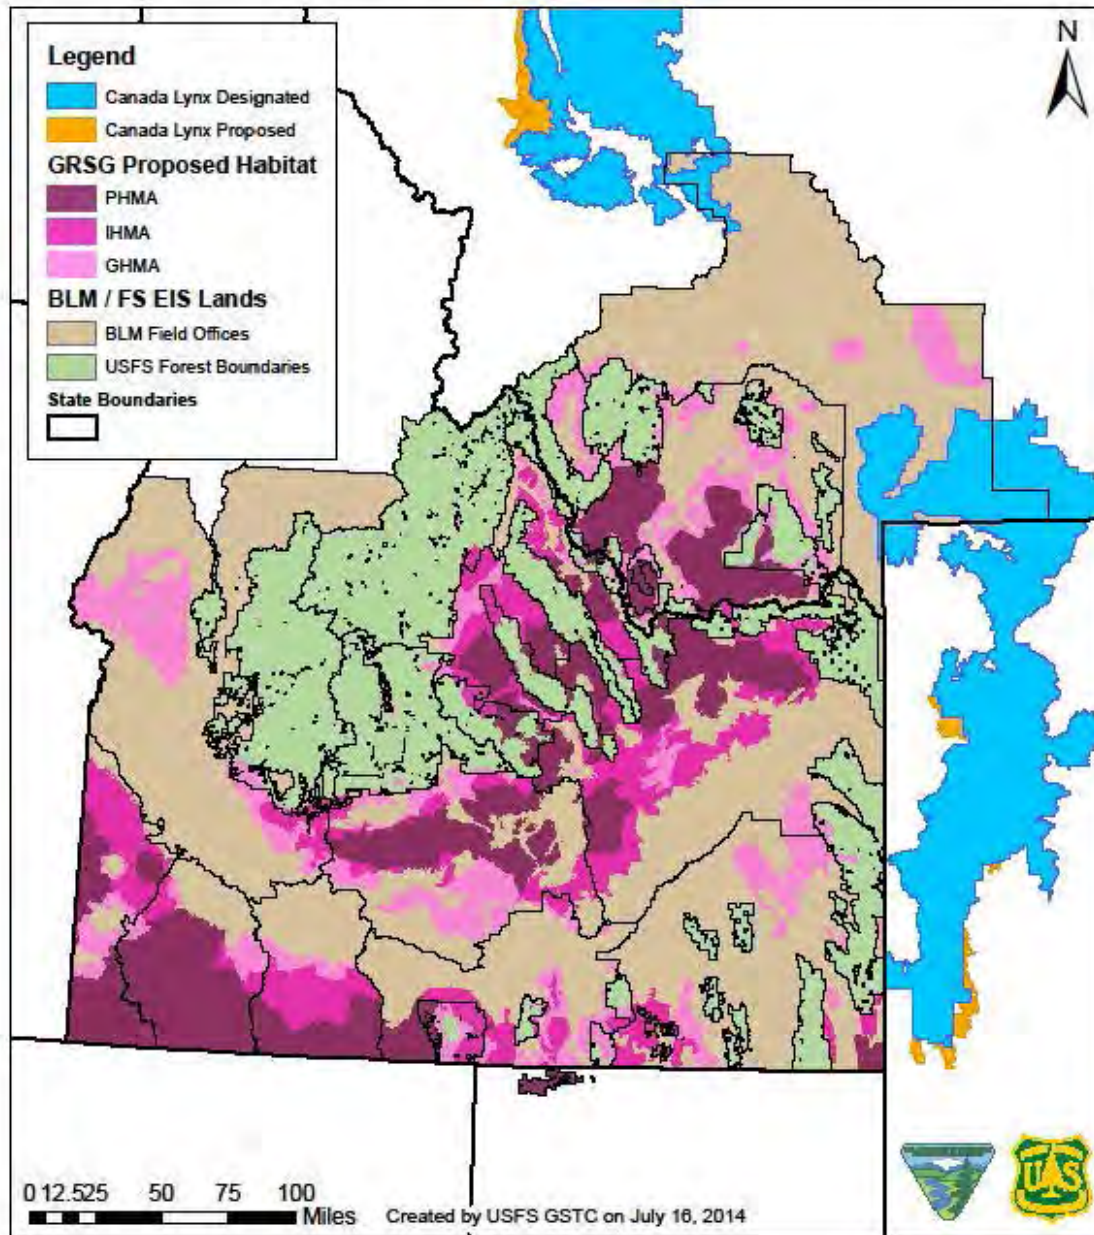 N
Legend
Canada Lynx Designated
Canada Lynx Proposed
GRSG Proposed Habitat
PHMA
IHMA
GHMA
BLM / FS EIS Lands
BLM Field Offices
USFS Forest Boundaries
State Boundaries
0 12.525 50 75 100
Miles
Created by USFS GSTC on July 16, 2014
US